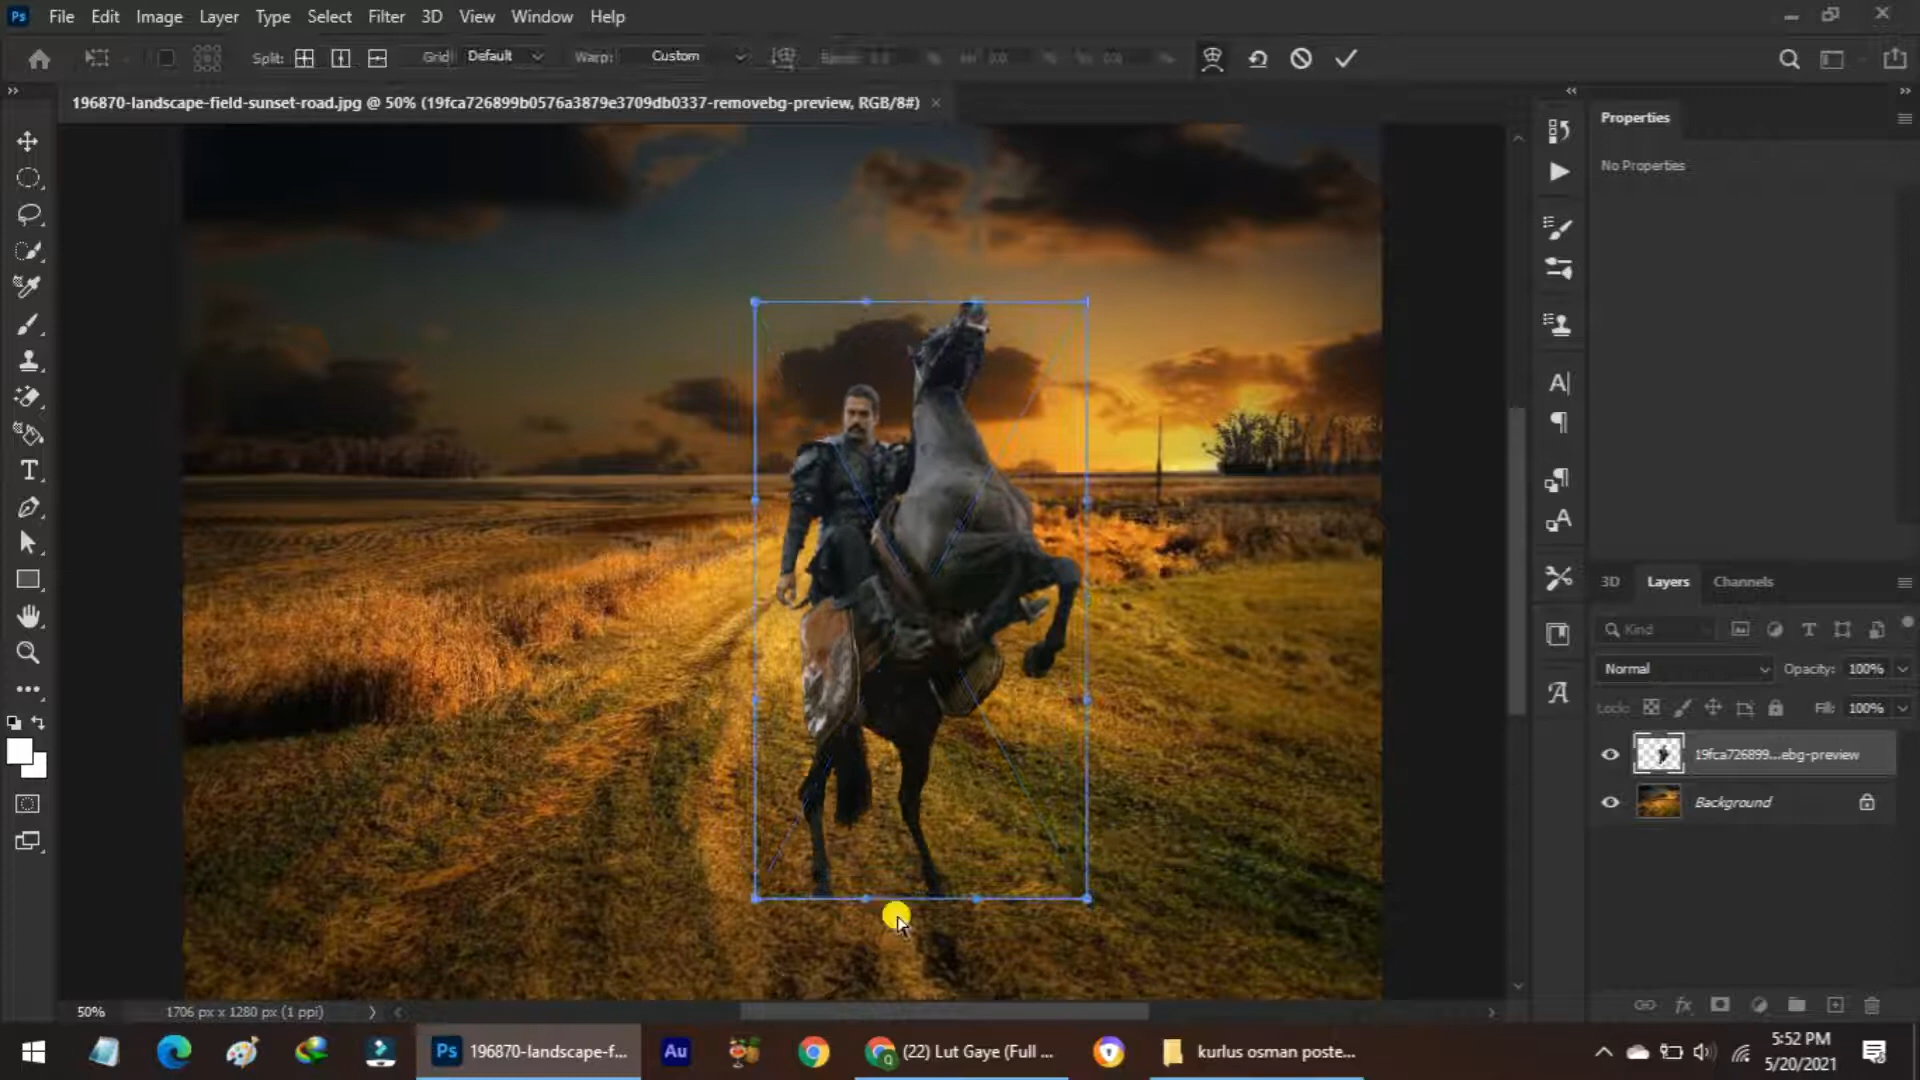 Ps File Edit Image Layer Type Select Filter 3D View Window Help
Split: Grid: Default Warp: Custom
196870-landscape-field-sunset-road.jpg @ 50% (19fca726899b0576a3879e3709db0337-removebg-preview, RGB/8#) ×
Properties
No Properties
3D Layers Channels
Kind
Normal Opacity: 100%
Lock: Fill: 100%
19fca726899...ebg-preview
Background
50% 1706 px x 1280 px (1 ppi)
Ps 196870-landscape-f... Au (22) Lut Gaye (Full ... kurlus osman poste...
5:52 PM
5/20/2021